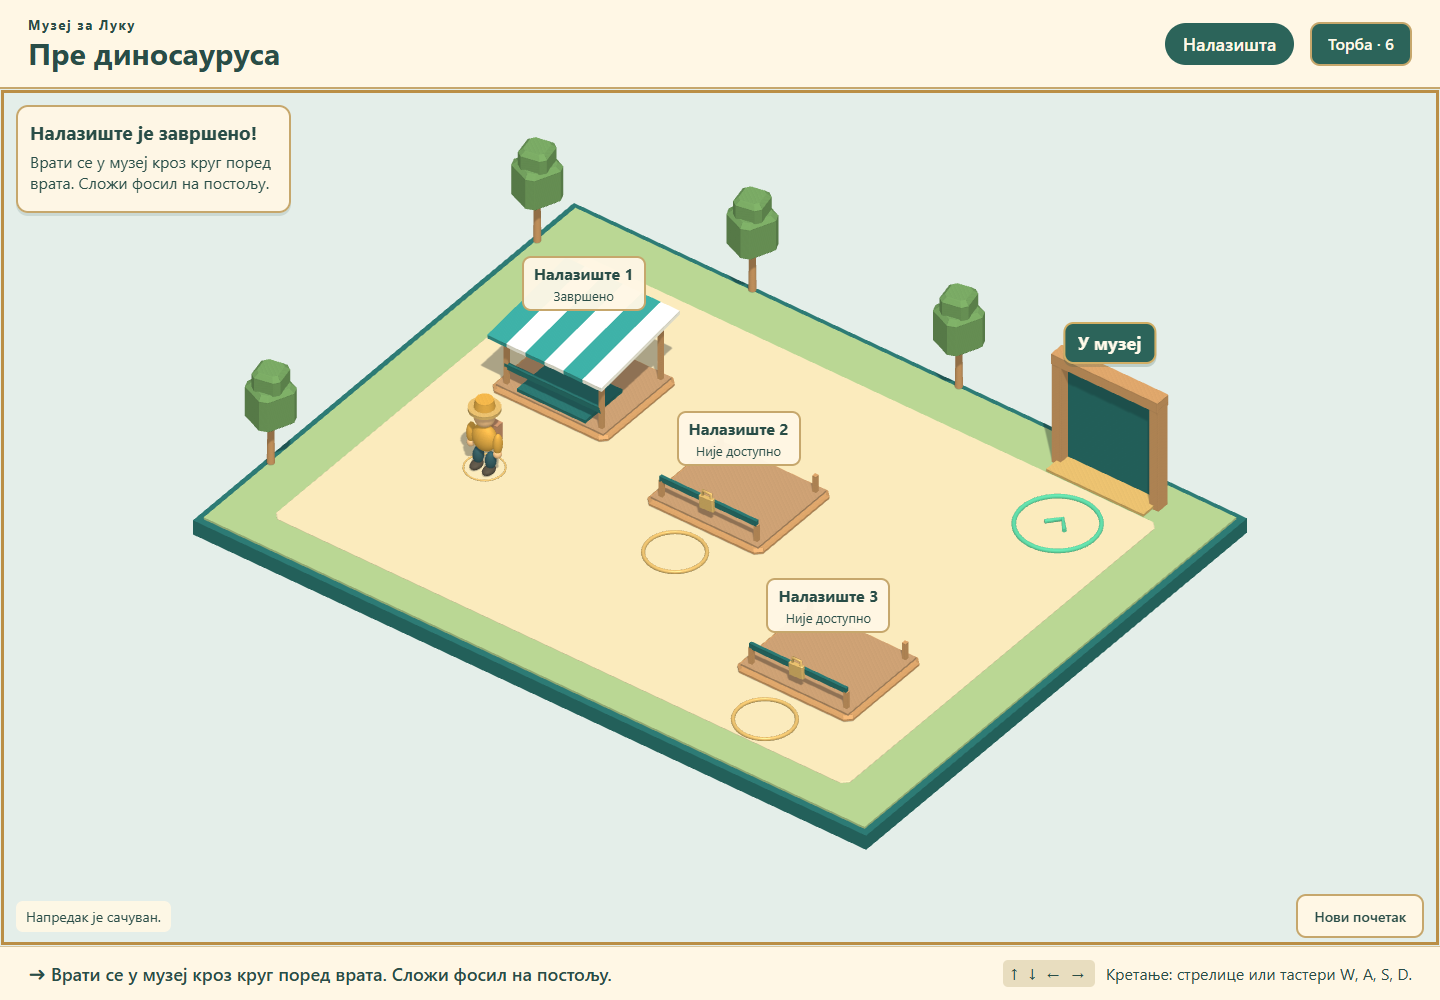 Музеј за Луку
Пре диносауруса
Налазишта
Торба · 6
Налазиште је завршено!
Врати се у музеј кроз круг поред
врата. Сложи фосил на постољу.
Налазиште 1
Завршено
У музеј
Налазиште 2
Није доступно
Налазиште 3
Није доступно
Напредак је сачуван.
Нови почетак
→ Врати се у музеј кроз круг поред врата. Сложи фосил на постољу.
↑ ↓ ← → Кретање: стрелице или тастери W, A, S, D.